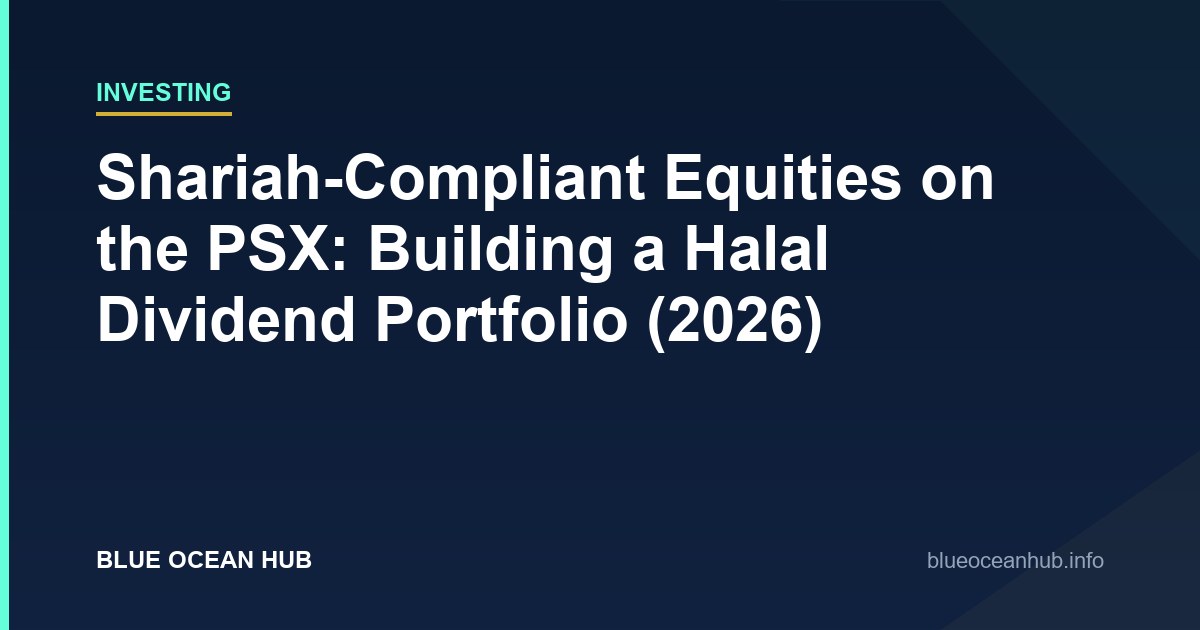 INVESTING
Shariah-Compliant Equities on
the PSX: Building a Halal
Dividend Portfolio (2026)
BLUE OCEAN HUB
blueoceanhub.info